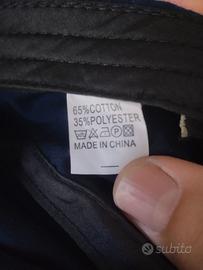 65%COTTON
35%POLYESTER
MADE IN CHINA
subito